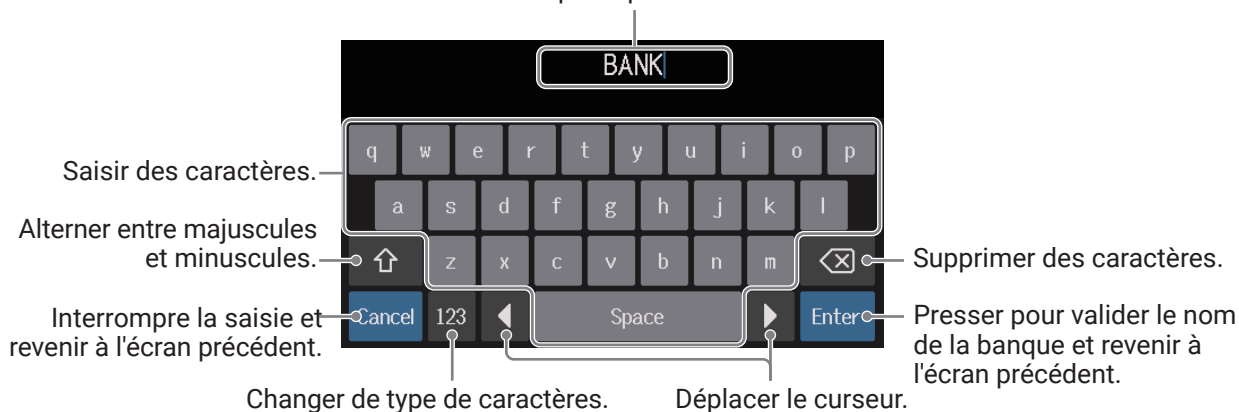 BANK
q w e r t y u i o p
Saisir des caractères.
a s d f g h j k l
Alterner entre majuscules
et minuscules.
z x c v b n m
Supprimer des caractères.
Cancel 123 Space Enter
Interrompre la saisie et
revenir à l'écran précédent.
Presser pour valider le nom
de la banque et revenir à
l'écran précédent.
Changer de type de caractères.
Déplacer le curseur.